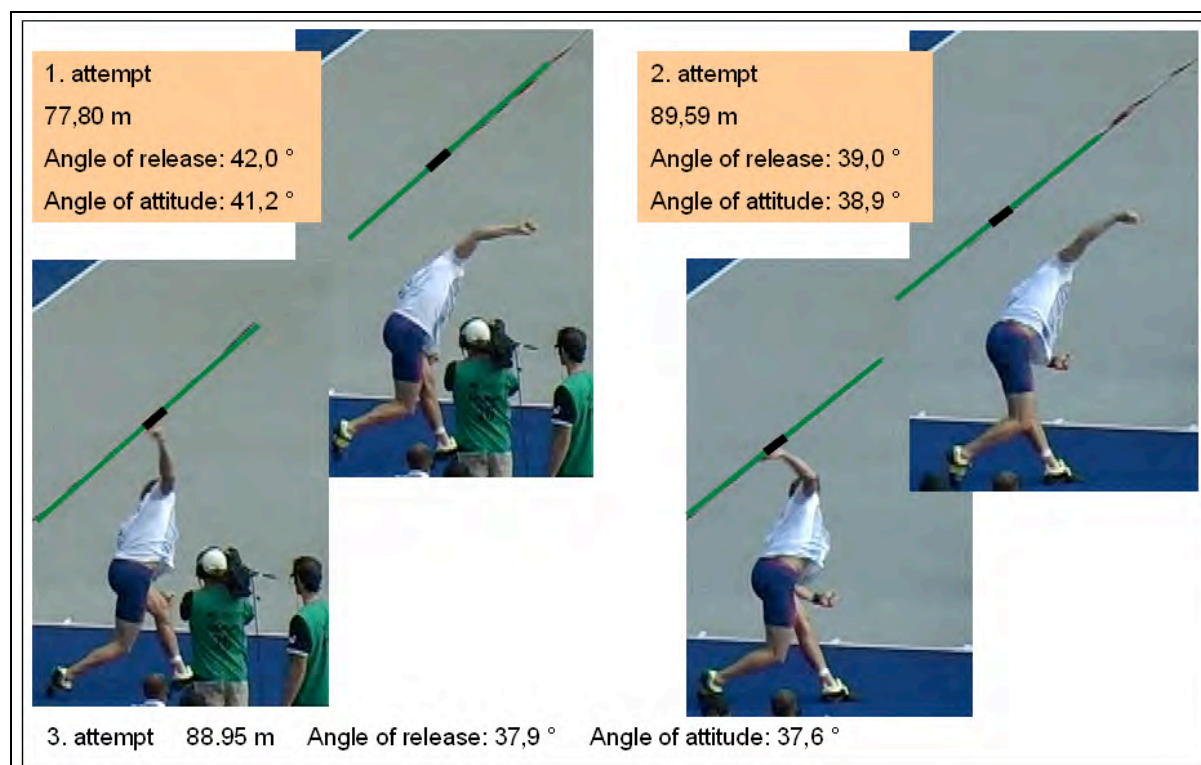 1. attempt
77,80 m
Angle of release: 42,0 °
Angle of attitude: 41,2 °
2. attempt
89,59 m
Angle of release: 39,0 °
Angle of attitude: 38,9 °
3. attempt 88.95 m Angle of release: 37,9 ° Angle of attitude: 37,6 °